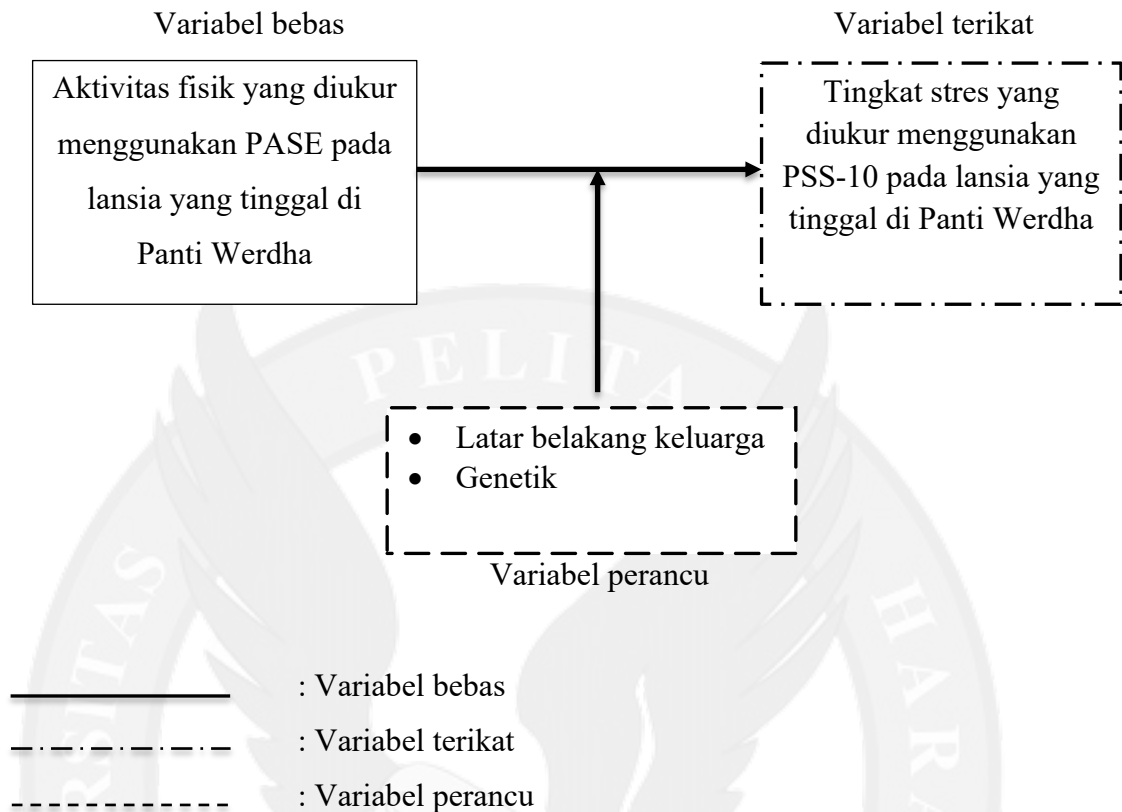 Variabel bebas
Variabel terikat
Aktivitas fisik yang diukur
menggunakan PASE pada
lansia yang tinggal di
Panti Werdha
Tingkat stres yang
diukur menggunakan
PSS-10 pada lansia yang
tinggal di Panti Werdha
PELITA
• Latar belakang keluarga
• Genetik
Variabel perancu
RSITAS
HARA
: Variabel bebas
: Variabel terikat
: Variabel perancu